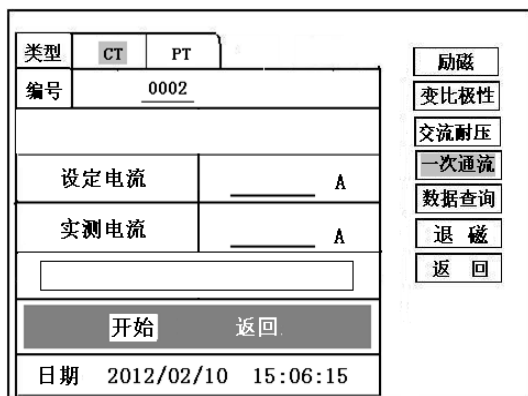 类型 CT PT
编号 0002
设定电流 A
实测电流 A
开始 返回
日期 2012/02/10 15:06:15
励磁
变比极性
交流耐压
一次通流
数据查询
退 磁
返 回